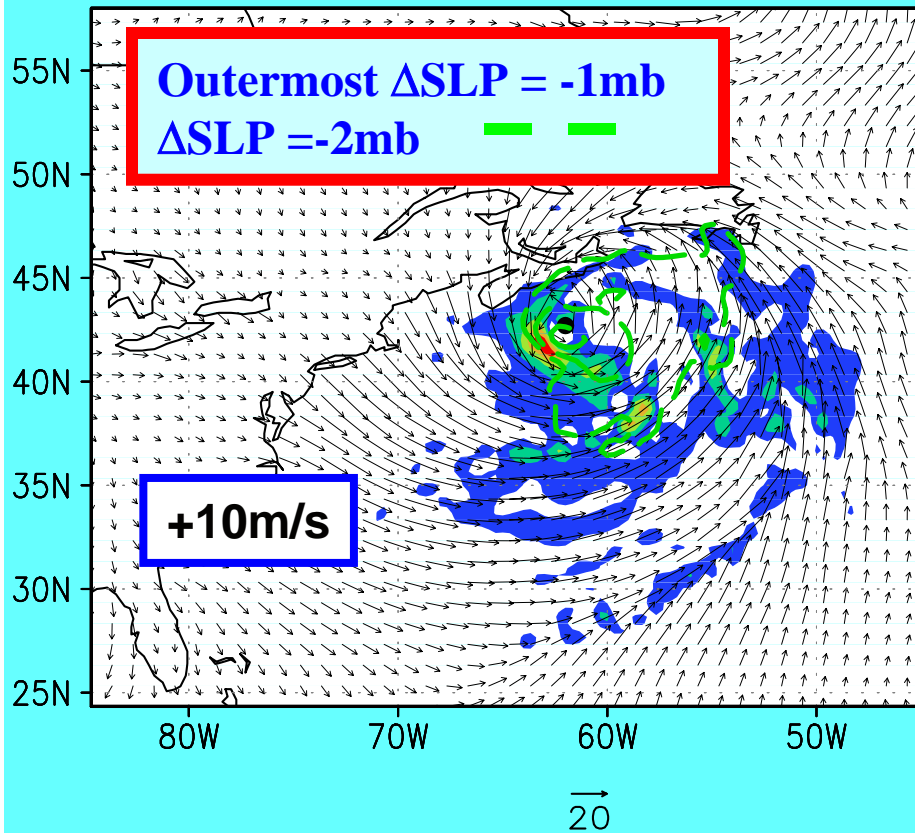 55N
Outermost ΔSLP = -1mb
ΔSLP =-2mb
50N
45N
40N
35N
+10m/s
30N
25N
80W 70W 60W 50W
20